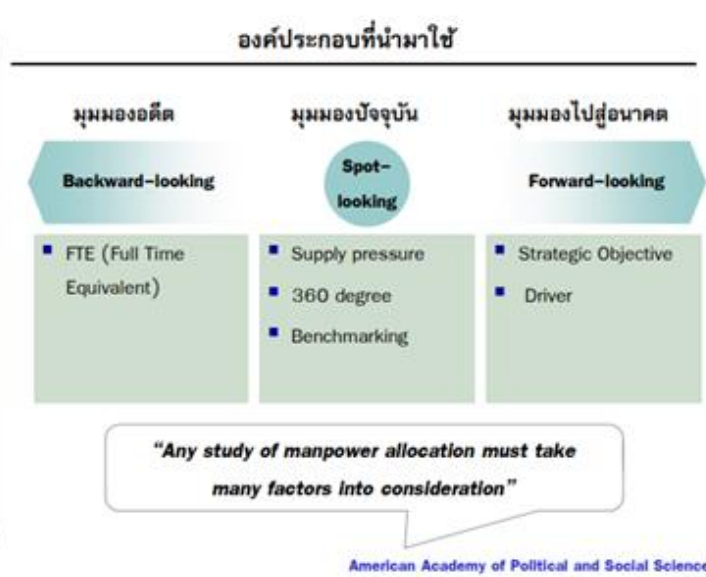 องค์ประกอบที่นำมาใช้
มุมมองอดีต
มุมมองปัจจุบัน
มุมมองไปสู่อนาคต
Backward-looking
Spot-
looking
Forward-looking
▪ FTE (Full Time
Equivalent)
▪ Supply pressure
▪ 360 degree
▪ Benchmarking
▪ Strategic Objective
▪ Driver
“Any study of manpower allocation must take
many factors into consideration”
American Academy of Political and Social Science